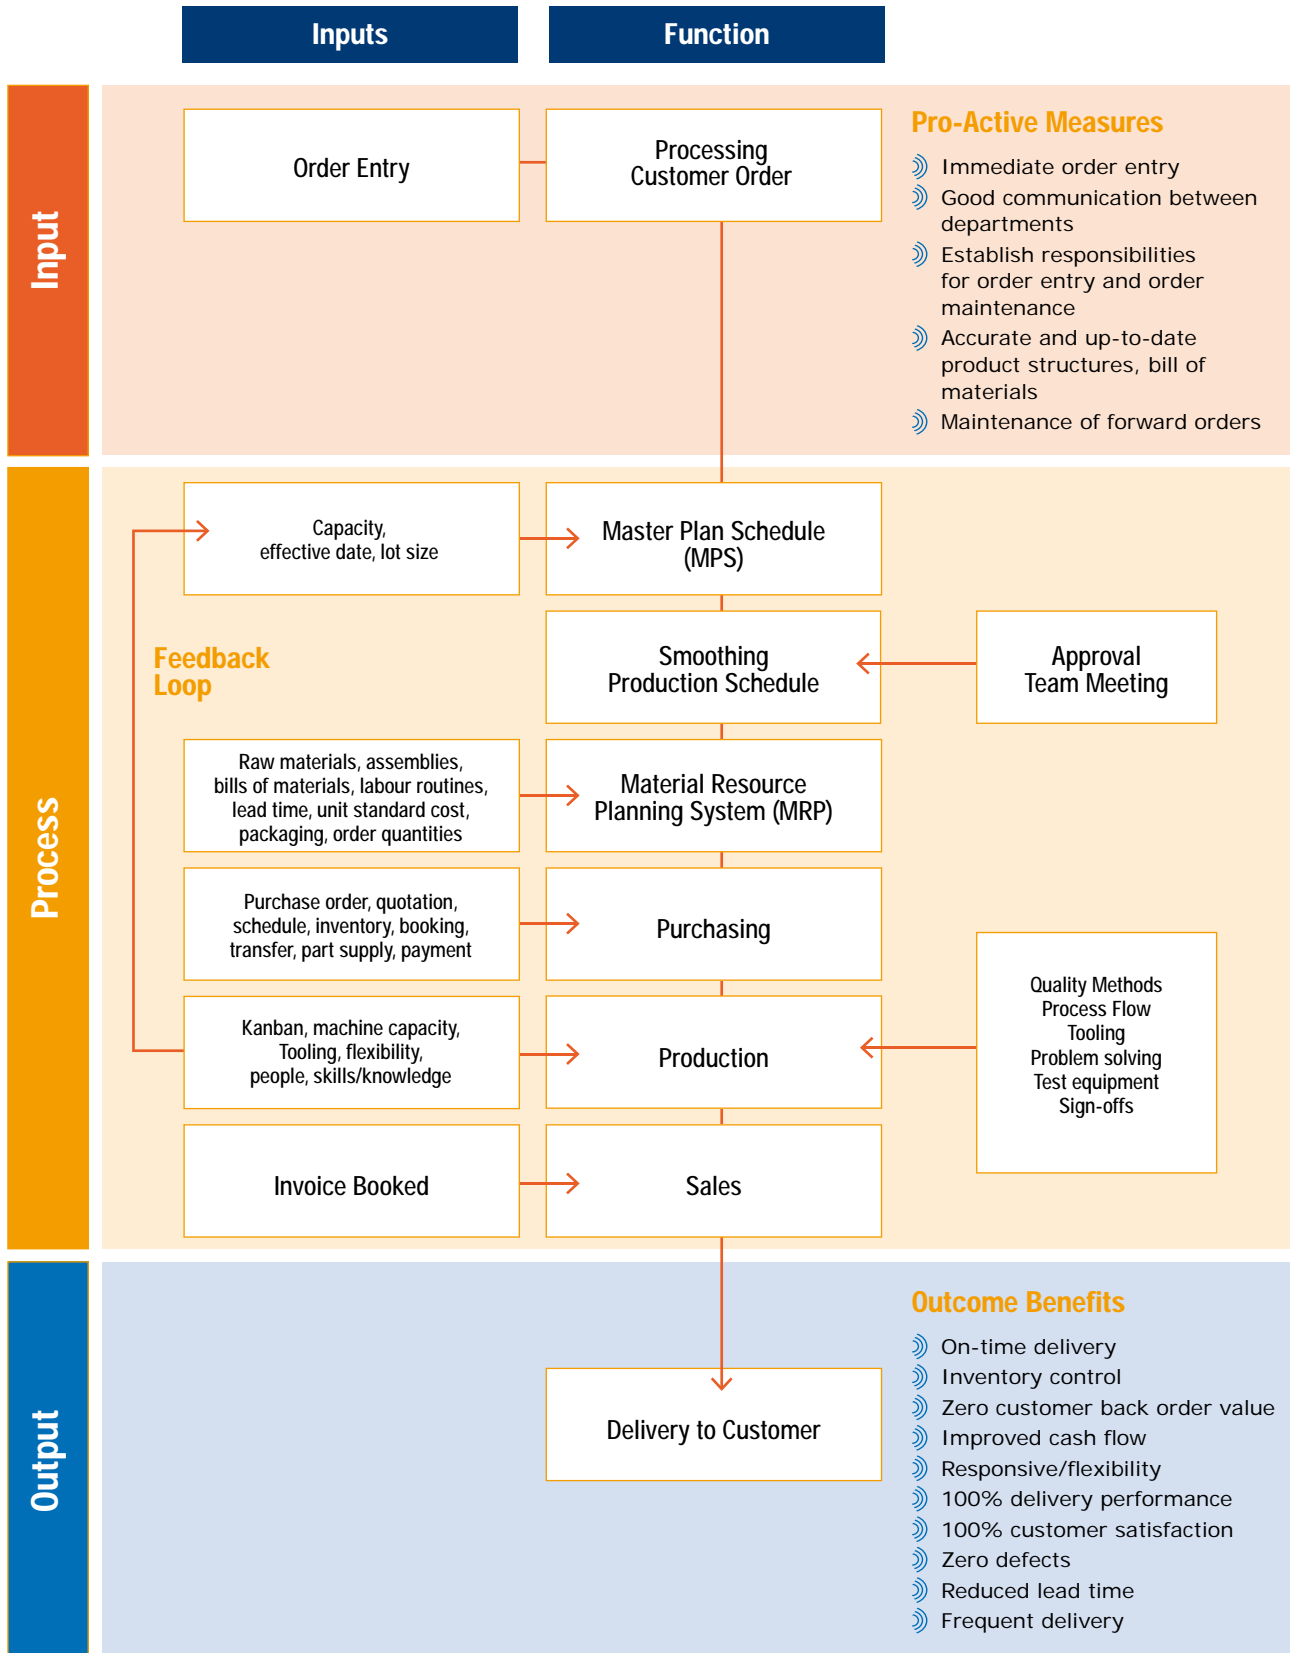 Inputs
Function
Input
Order Entry
Processing
Customer Order
Pro-Active Measures
Immediate order entry
Good communication between
departments
Establish responsibilities
for order entry and order
maintenance
Accurate and up-to-date
product structures, bill of
materials
Maintenance of forward orders
Process
Capacity,
effective date, lot size
Master Plan Schedule
(MPS)
Feedback
Loop
Smoothing
Production Schedule
Approval
Team Meeting
Raw materials, assemblies,
bills of materials, labour routines,
lead time, unit standard cost,
packaging, order quantities
Material Resource
Planning System (MRP)
Purchase order, quotation,
schedule, inventory, booking,
transfer, part supply, payment
Purchasing
Kanban, machine capacity,
Tooling, flexibility,
people, skills/knowledge
Production
Quality Methods
Process Flow
Tooling
Problem solving
Test equipment
Sign-offs
Invoice Booked
Sales
Output
Delivery to Customer
Outcome Benefits
On-time delivery
Inventory control
Zero customer back order value
Improved cash flow
Responsive/flexibility
100% delivery performance
100% customer satisfaction
Zero defects
Reduced lead time
Frequent delivery